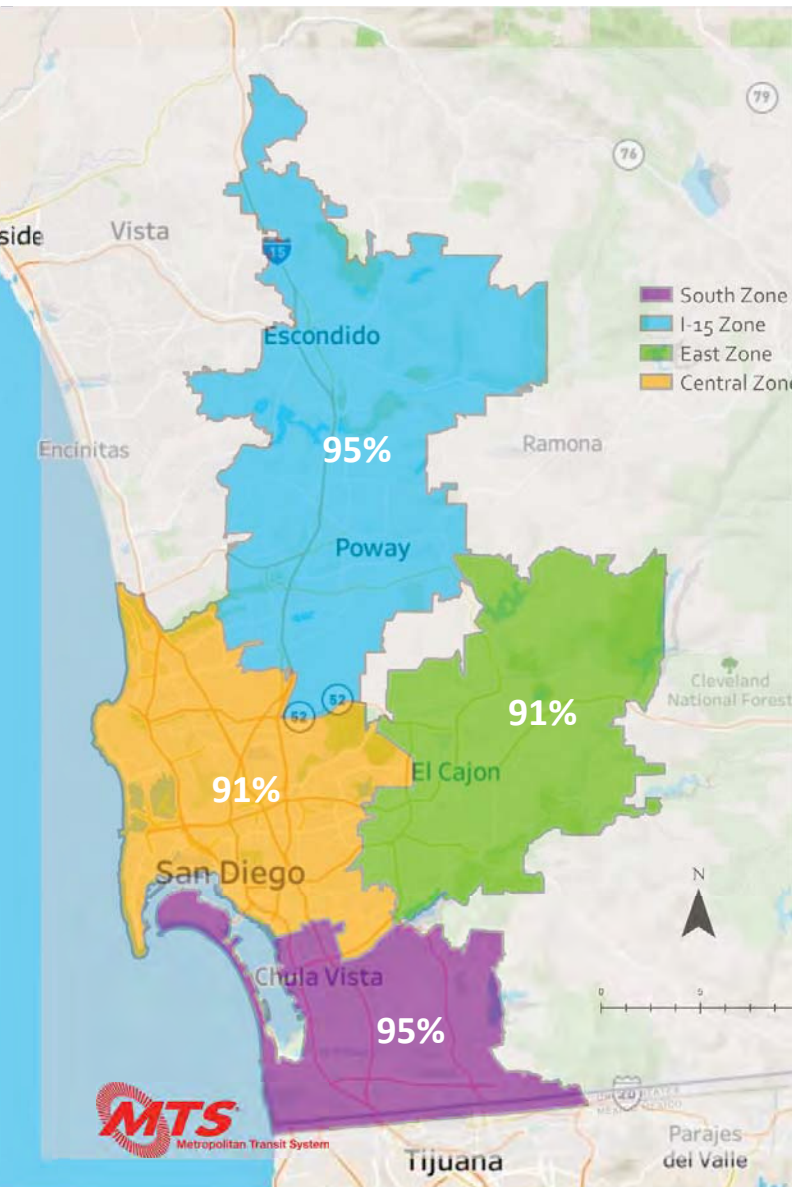 79
76
side
Vista
15
South Zone
I-15 Zone
Escondido
East Zone
Central Zone
Encinitas
95%
Ramona
Poway
Cleveland
National Forest
52
52
91%
El Cajon
91%
San Diego
N
Chula Vista
0
5
95%
MTS
Metropolitan Transit System
Parajes
del Valle
Tijuana